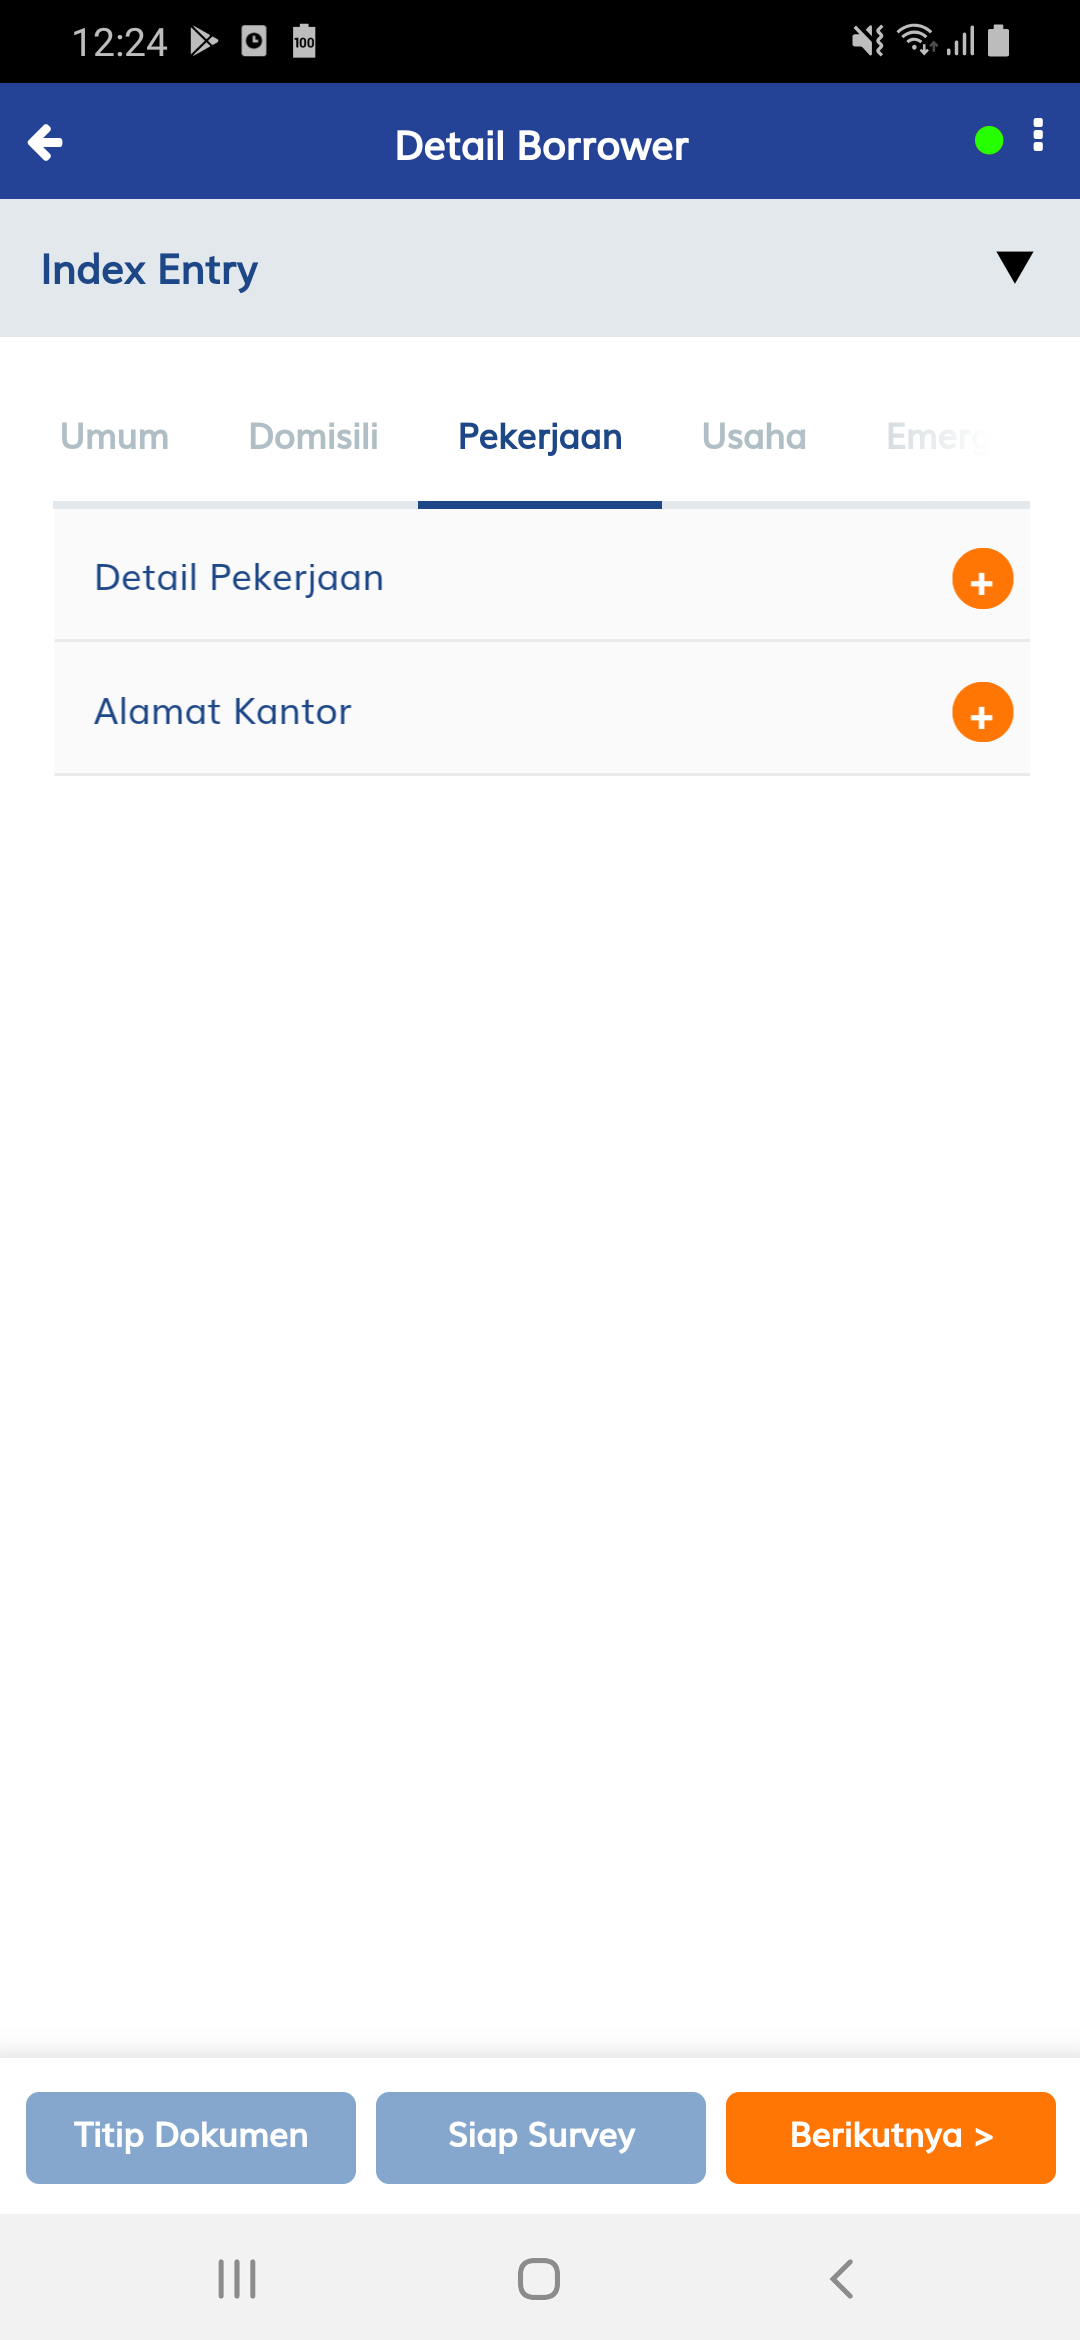 12:24
100
Detail Borrower
Index Entry
Umum Domisili Pekerjaan Usaha Emerg
Detail Pekerjaan
+
Alamat Kantor
+
Titip Dokumen Siap Survey Berikutnya >